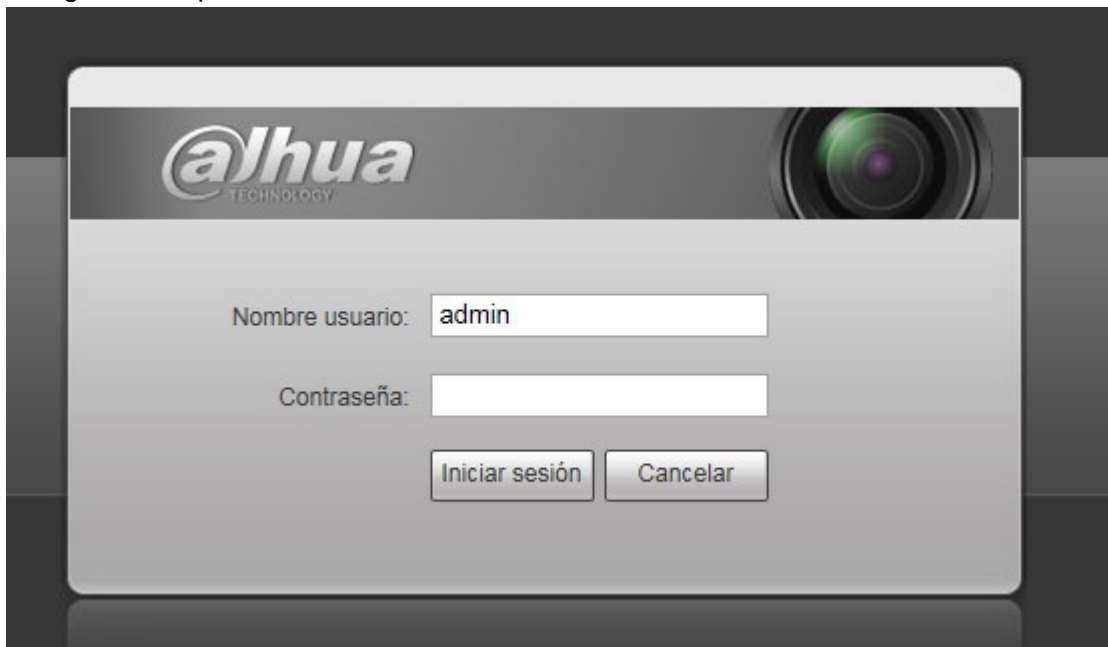 alhua
TECHNOLOGY
Nombre usuario: admin
Contraseña:
Iniciar sesión Cancelar